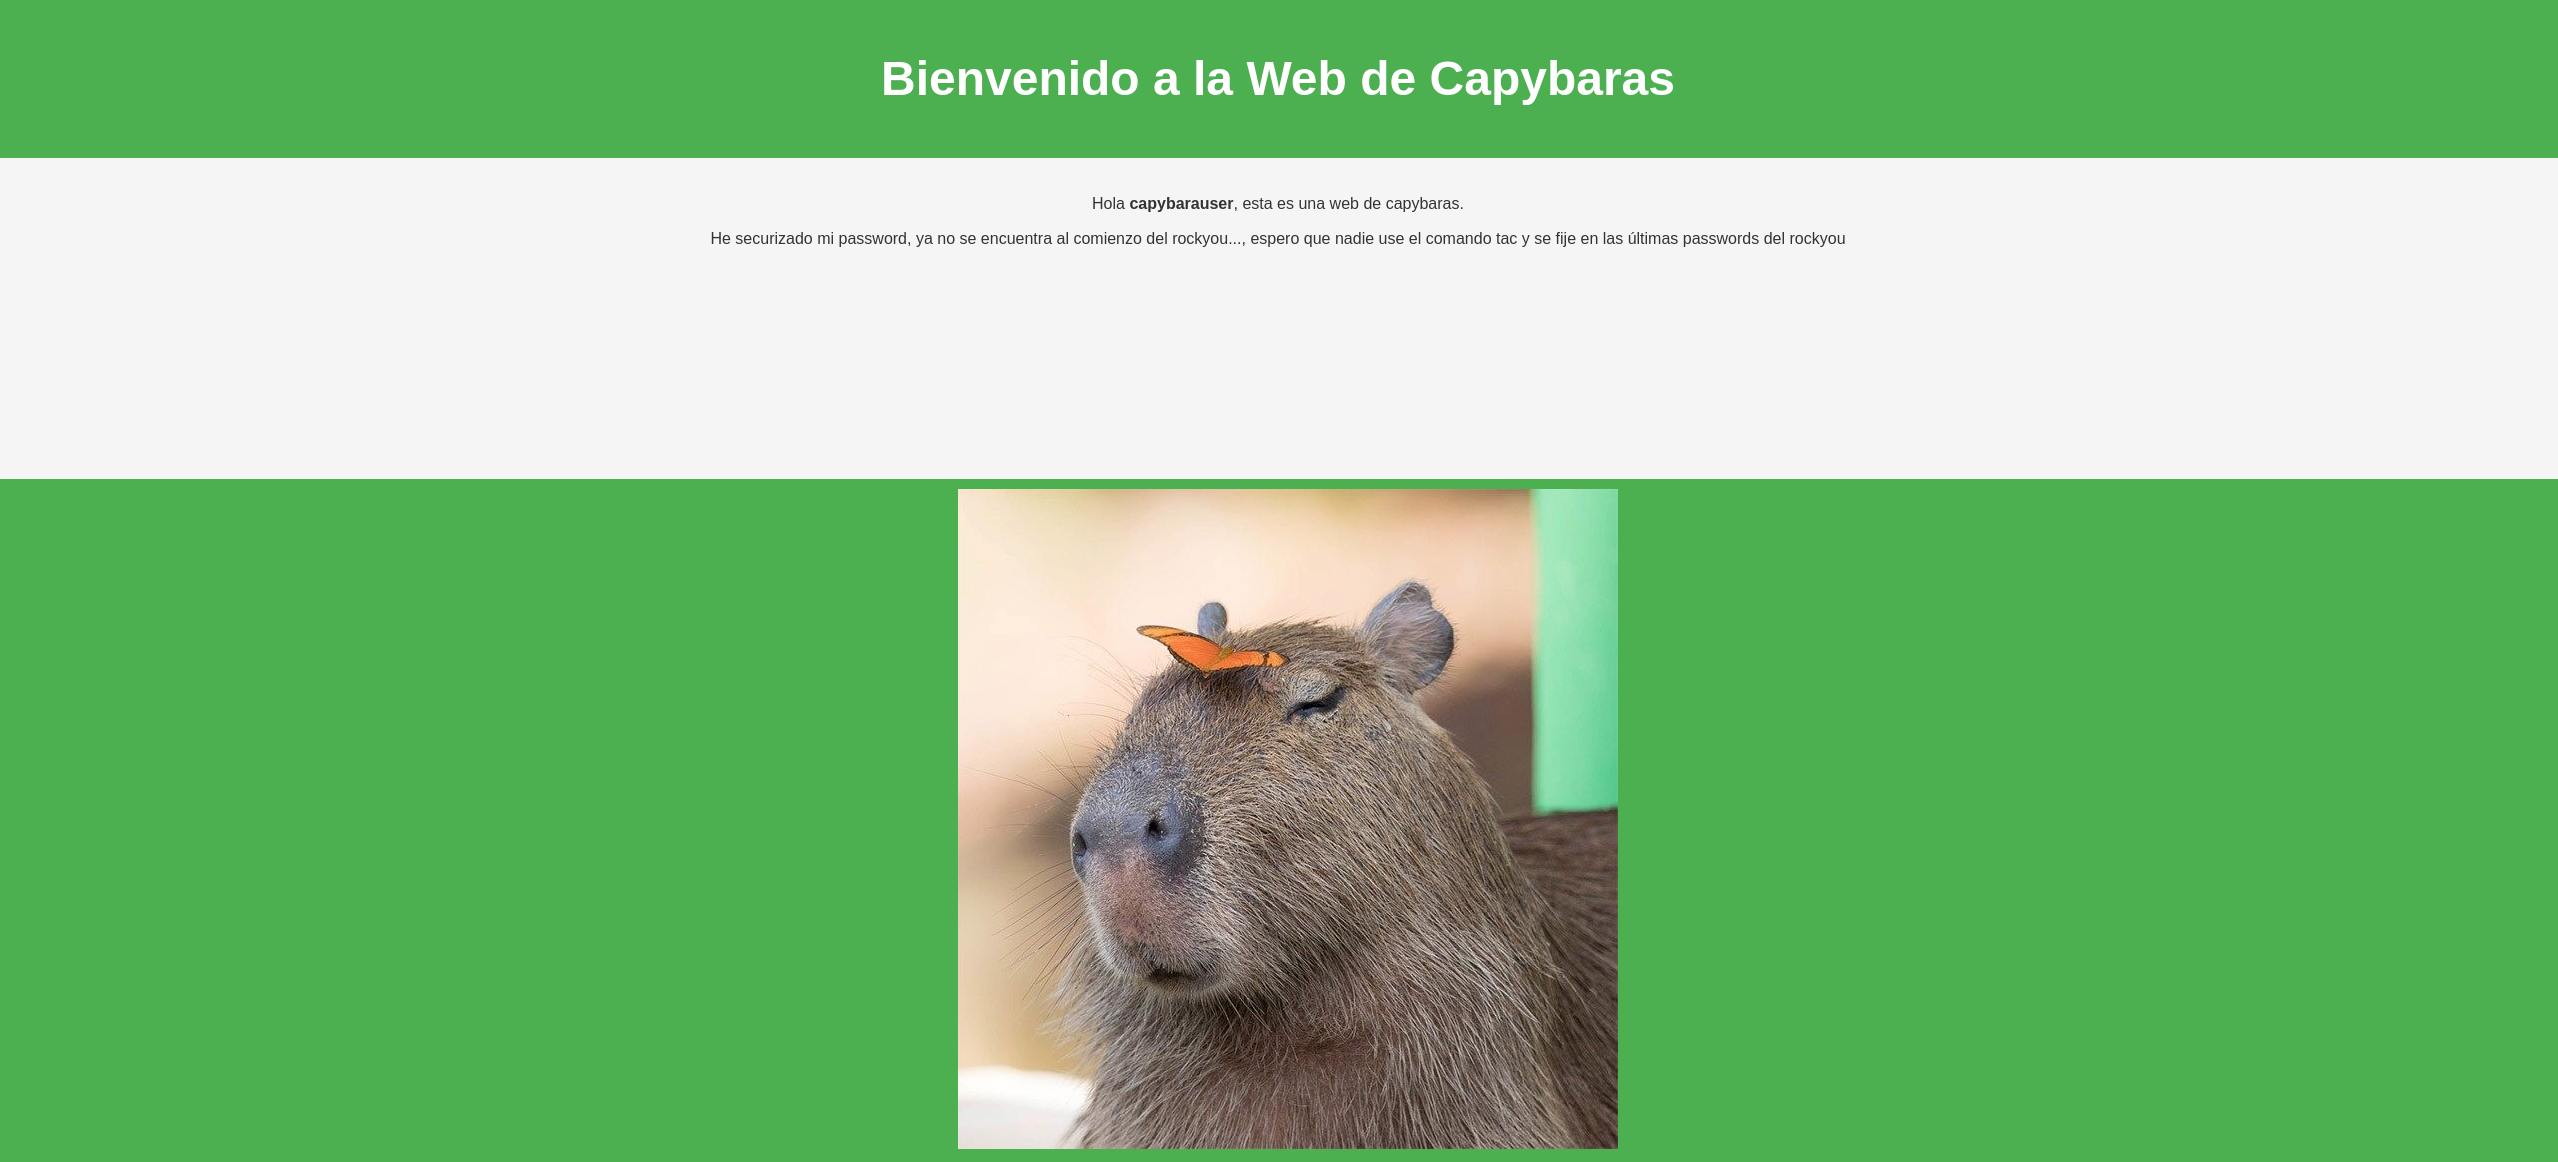 Bienvenido a la Web de Capybaras
Hola capybarauser, esta es una web de capybaras.
He securizado mi password, ya no se encuentra al comienzo del rockyou..., espero que nadie use el comando tac y se fije en las últimas passwords del rockyou